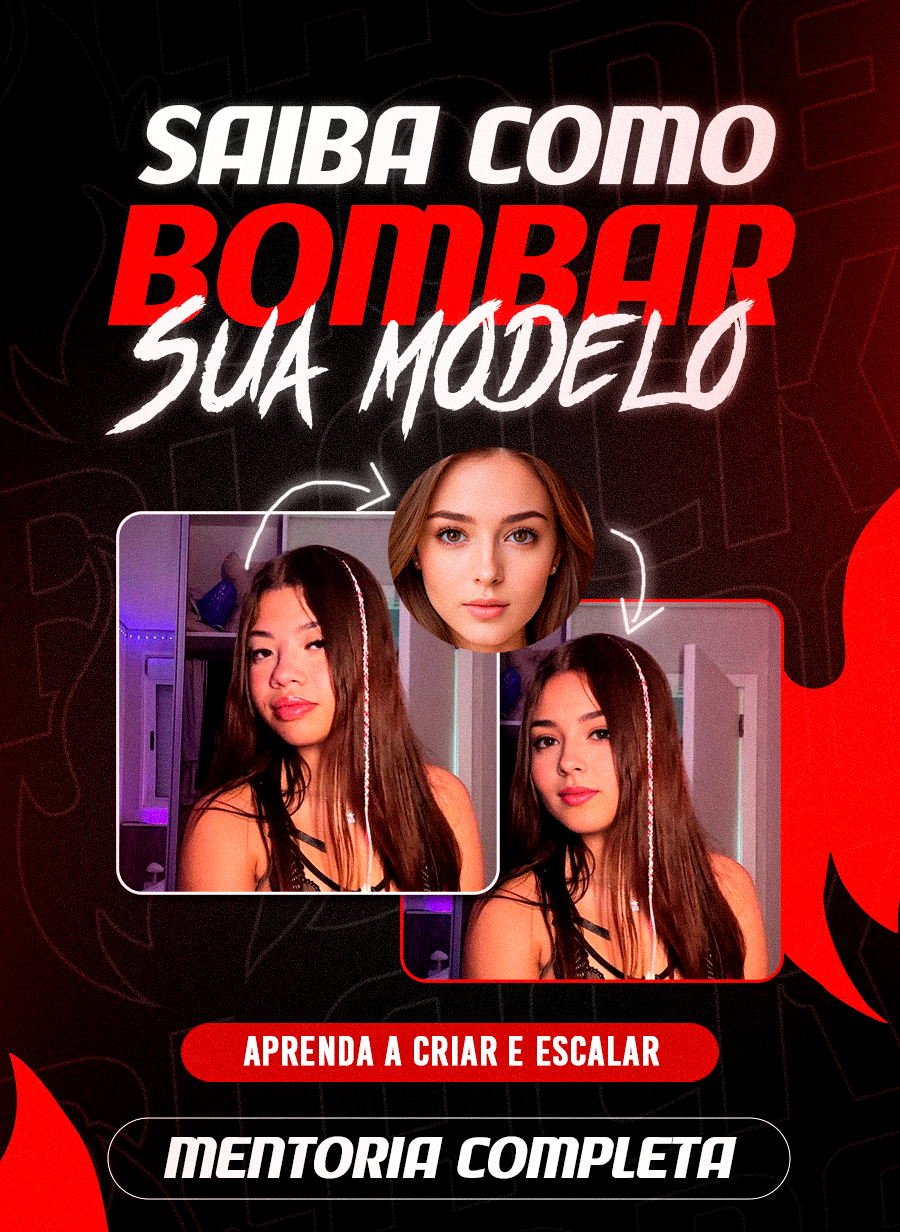 SAIBA COMO
BOMBAR
SUA MODELO
APRENDA A CRIAR E ESCALAR
MENTORIA COMPLETA